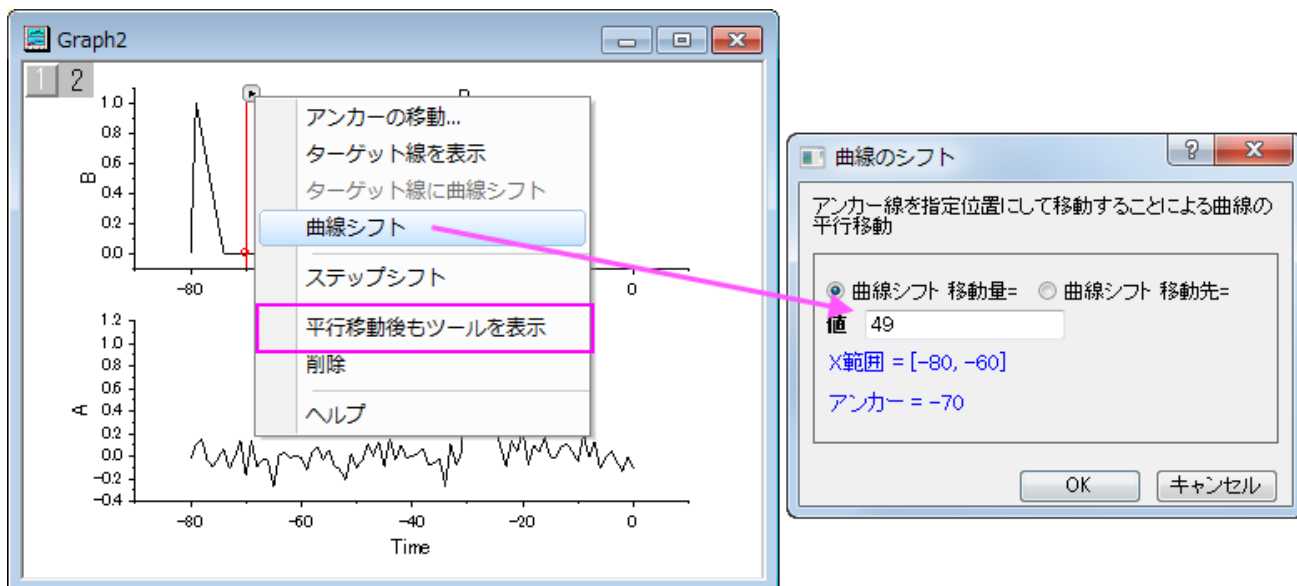 Graph2
1 2
1.0
0.8
0.6
0.4
0.2
0.0
B
-80
0
アンカーの移動...
ターゲット線を表示
ターゲット線に曲線シフト
曲線シフト
ステップシフト
平行移動後もツールを表示
削除
ヘルプ
1.2
1.0
0.8
0.6
0.4
0.2
0.0
-0.2
-0.4
A
-80 -60 -40 -20 0
Time
曲線のシフト
アンカー線を指定位置にして移動することによる曲線の
平行移動
曲線シフト 移動量= 曲線シフト 移動先=
値 49
X範囲 = [-80, -60]
アンカー = -70
OK キャンセル